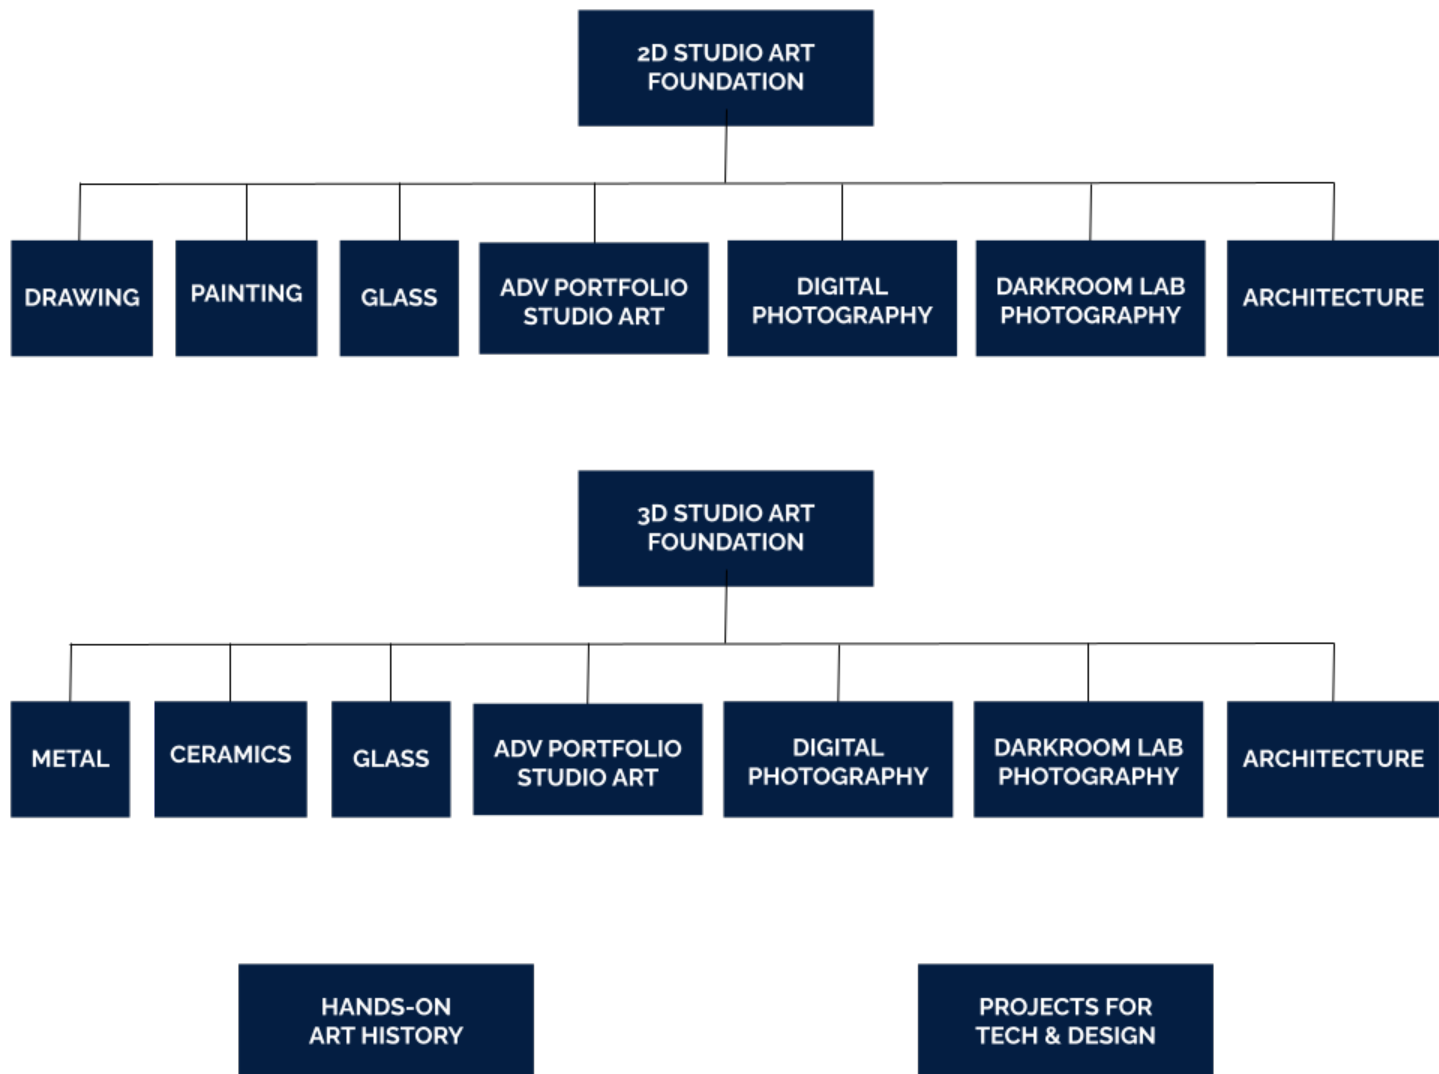 2D STUDIO ART
FOUNDATION
DRAWING
PAINTING
GLASS
ADV PORTFOLIO
STUDIO ART
DIGITAL
PHOTOGRAPHY
DARKROOM LAB
PHOTOGRAPHY
ARCHITECTURE
3D STUDIO ART
FOUNDATION
METAL
CERAMICS
GLASS
ADV PORTFOLIO
STUDIO ART
DIGITAL
PHOTOGRAPHY
DARKROOM LAB
PHOTOGRAPHY
ARCHITECTURE
HANDS-ON
ART HISTORY
PROJECTS FOR
TECH & DESIGN